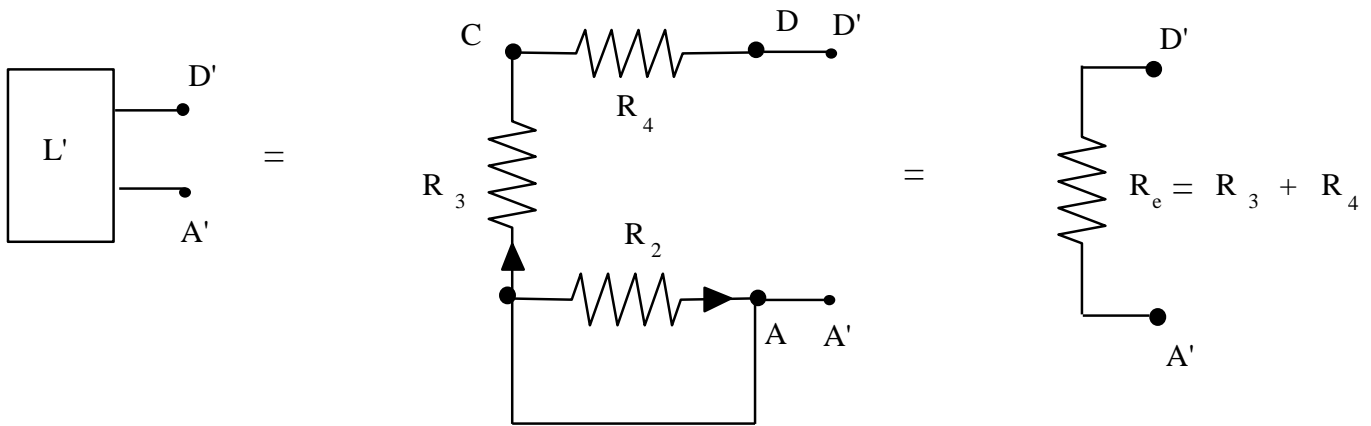 D'
L'
=
A'
C
D
D'
R4
R3
R2
A
A'
=
D'
Re = R3 + R4
A'